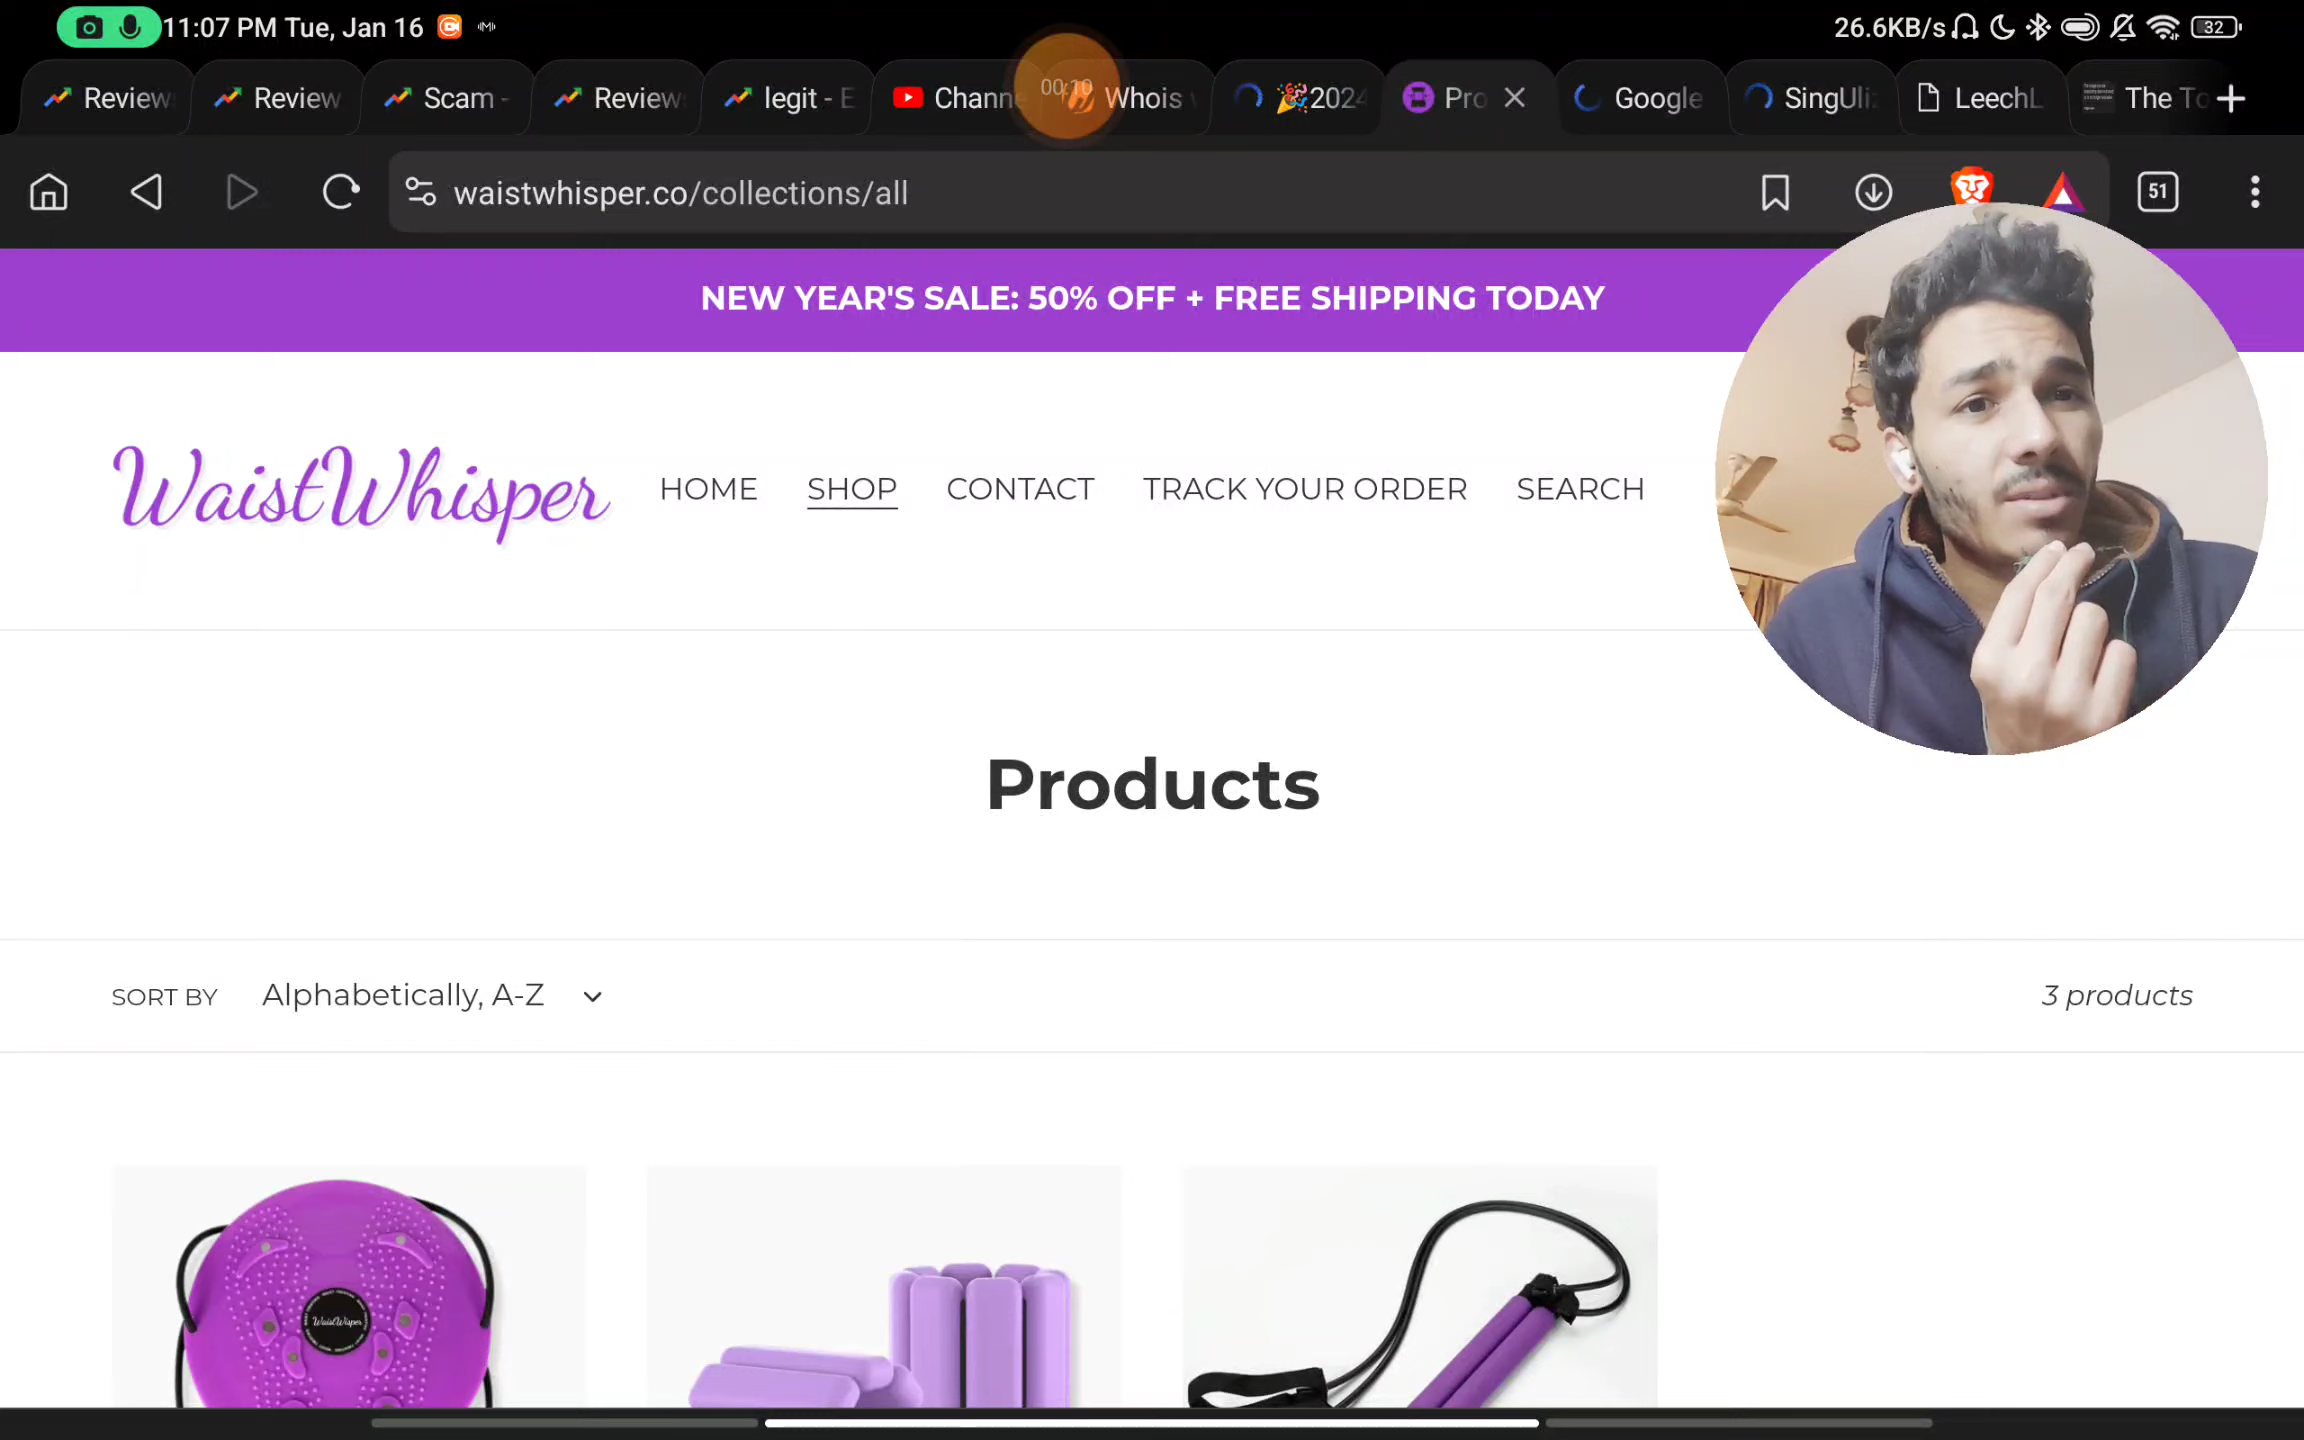 11:07 PM Tue, Jan 16
26.6KB/s
32
Review
Review
Scam -
Review
legit - E
Chann
00:10
Whois
2024
Pro
Google
SingUli
LeechL
The To
waistwhisper.co/collections/all
51
NEW YEAR'S SALE: 50% OFF + FREE SHIPPING TODAY
WaistWhisper
HOME
SHOP
CONTACT
TRACK YOUR ORDER
SEARCH
Products
SORT BY
Alphabetically, A-Z
3 products
WaistWisper